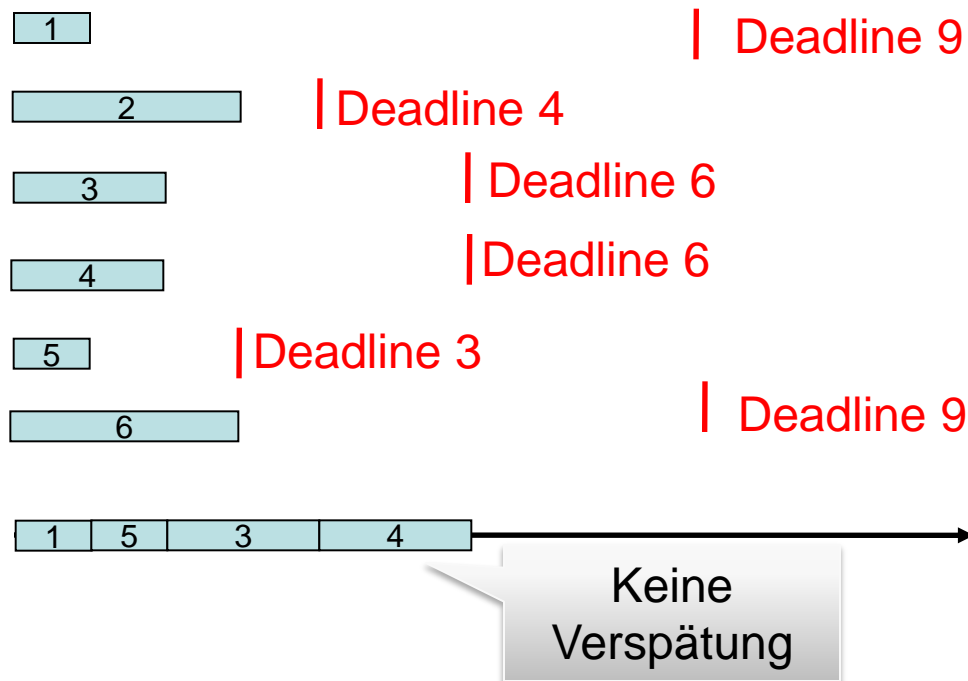 1
Deadline 9
2
Deadline 4
3
Deadline 6
4
Deadline 6
5
Deadline 3
6
Deadline 9
1 5 3 4
Keine
Verspätung